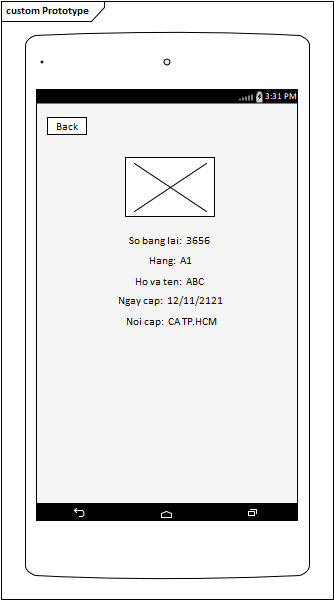 custom Prototype
3:31 PM
Back
So bang lai: 3656
Hang: A1
Ho va ten: ABC
Ngay cap: 12/11/2121
Noi cap: CA TP.HCM